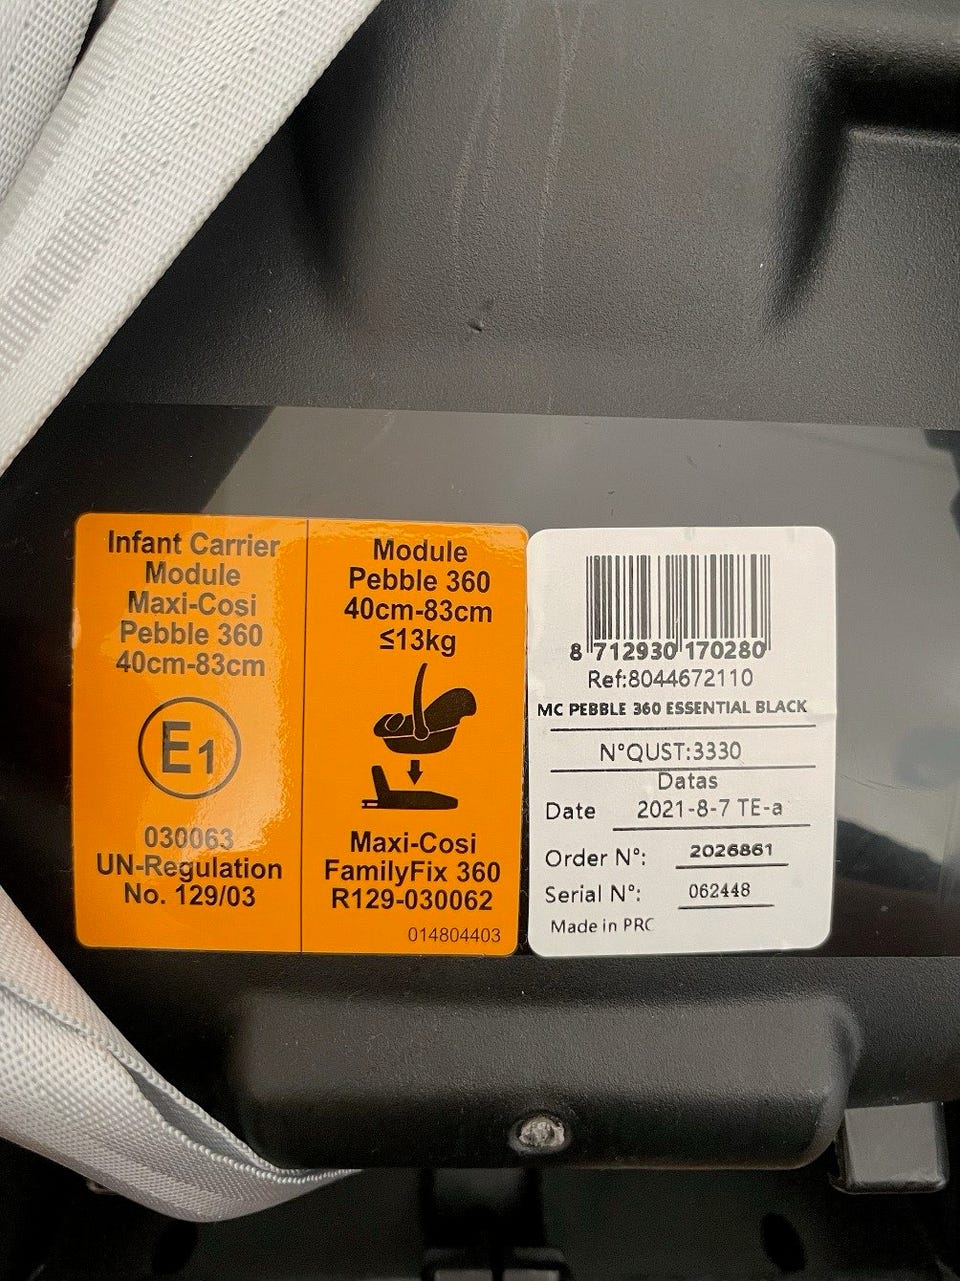 Infant Carrier
Module
Maxi-Cosi
Pebble 360
40cm-83cm
E1
030063
UN-Regulation
No. 129/03
Module
Pebble 360
40cm-83cm
≤13kg
Maxi-Cosi
FamilyFix 360
R129-030062
014804403
8 712930 170280
Ref:8044672110
MC PEBBLE 360 ESSENTIAL BLACK
N°QUST:3330
Datas
Date 2021-8-7 TE-a
Order N°: 2026861
Serial N°: 062448
Made in PRC